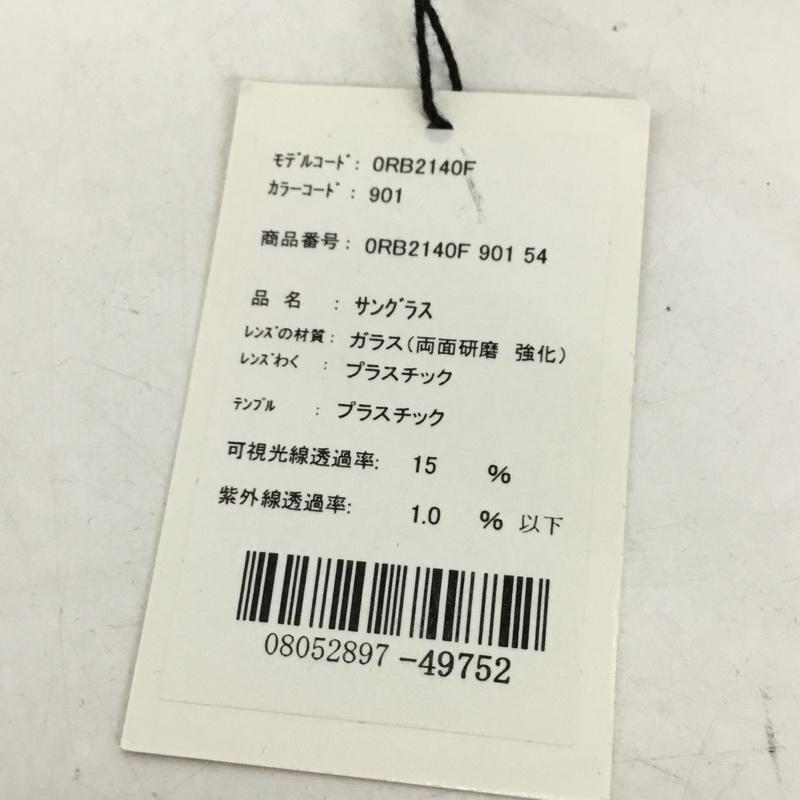 モデルコード: 0RB2140F
カラーコード: 901
商品番号: 0RB2140F 901 54
品 名 : サングラス
レンズの材質: ガラス(両面研磨 強化)
レンズわく : プラスチック
テンプル : プラスチック
可視光線透過率: 15 %
紫外線透過率: 1.0 % 以下
08052897-49752